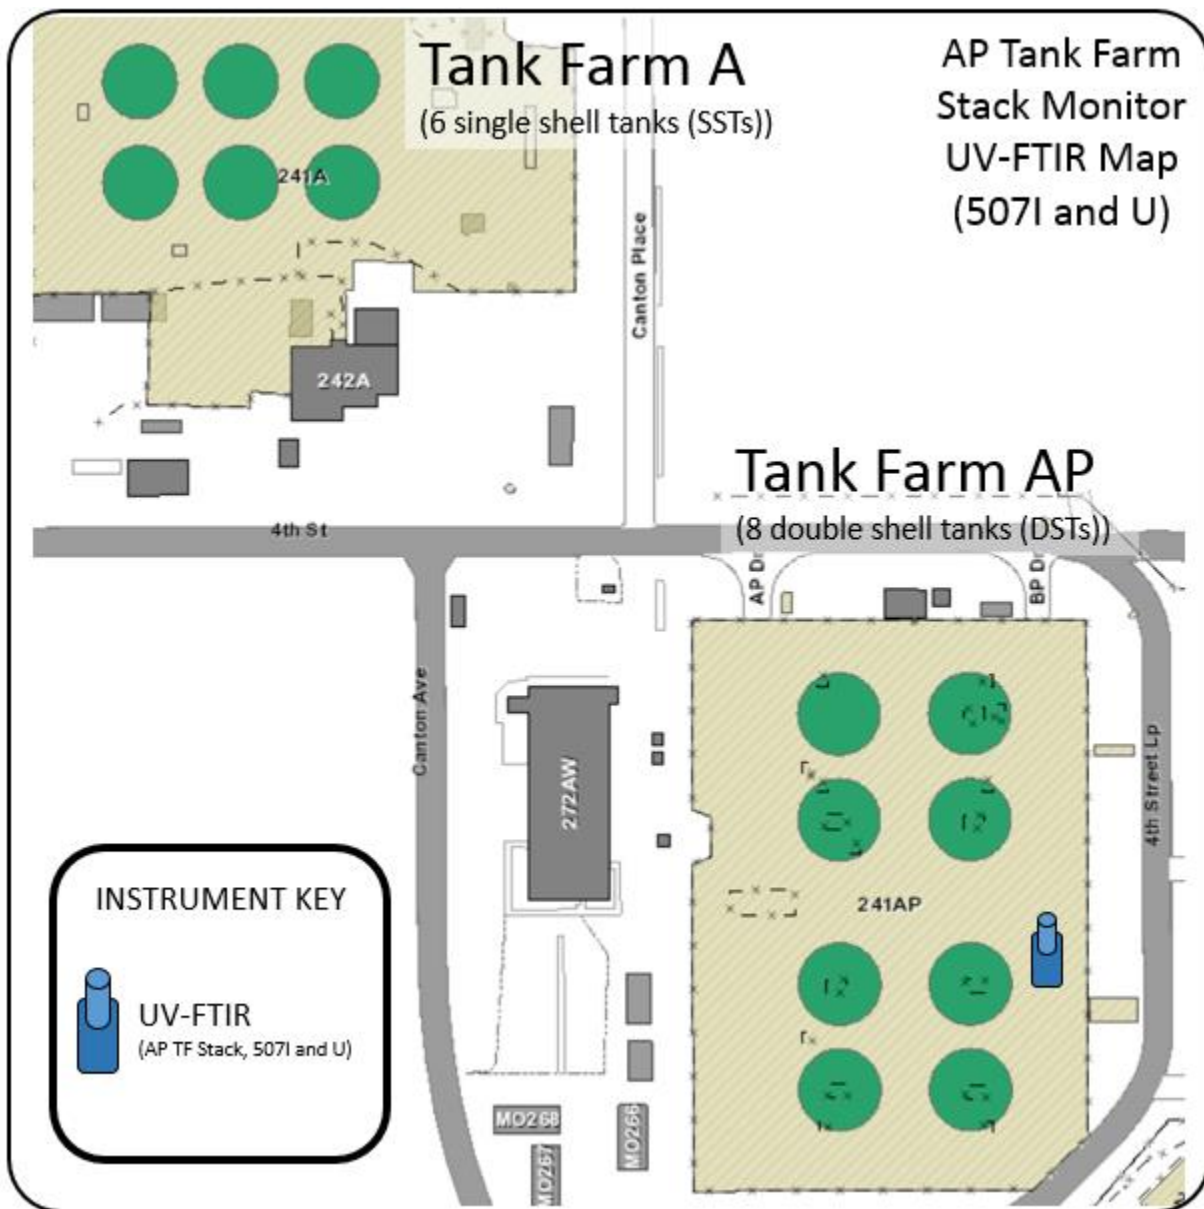 Tank Farm A
(6 single shell tanks (SSTs))
AP Tank Farm
Stack Monitor
UV-FTIR Map
(507I and U)
241A
Canton Place
242A
Tank Farm AP
(8 double shell tanks (DSTs))
4th St
AP Dr
BP Dr
Canton Ave
272AW
4th Street Lp
241AP
INSTRUMENT KEY
UV-FTIR
(AP TF Stack, 507I and U)
MO268
MO266
MO267